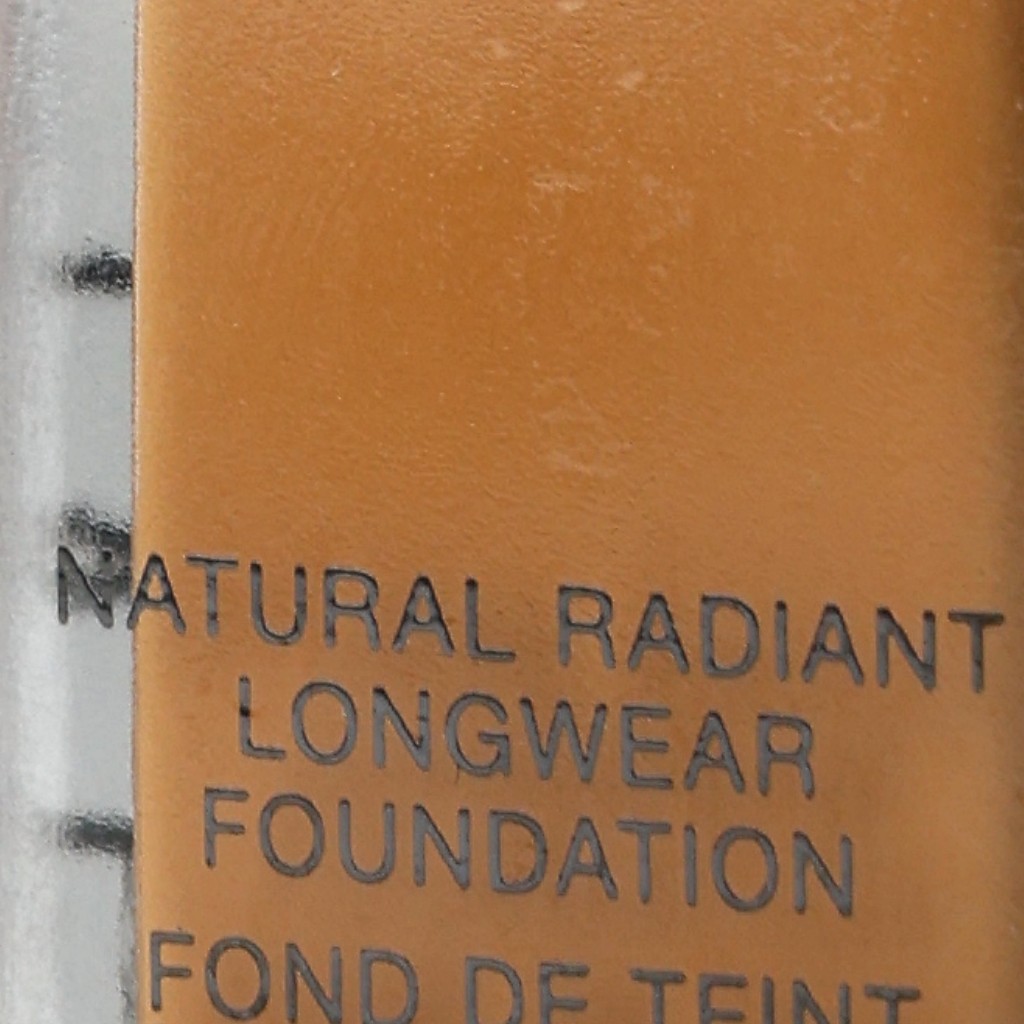 NATURAL RADIANT
LONGWEAR
FOUNDATION
FOND DE TEINT